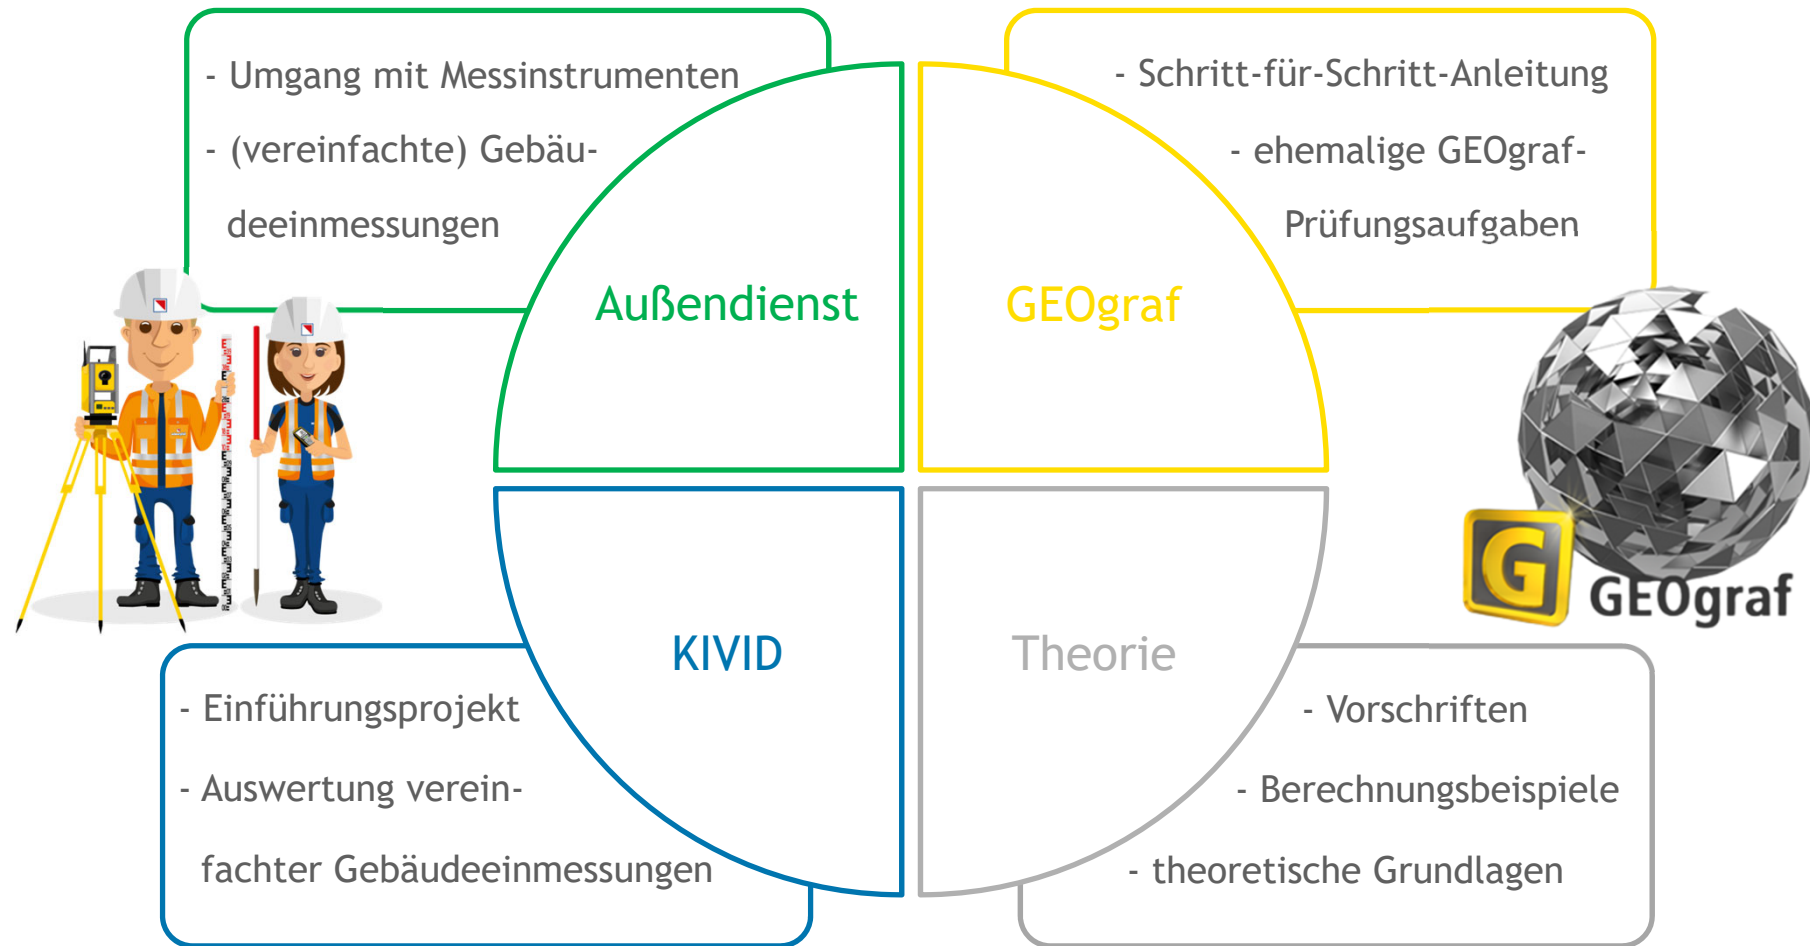 - Umgang mit Messinstrumenten
- (vereinfachte) Gebäu-
deeinmessungen
Außendienst
- Schritt-für-Schritt-Anleitung
- ehemalige GEOgraf-
Prüfungsaufgaben
GEOgraf
G
GEOgraf
KIVID
- Einführungsprojekt
- Auswertung verein-
fachter Gebäudeeinmessungen
Theorie
- Vorschriften
- Berechnungsbeispiele
- theoretische Grundlagen